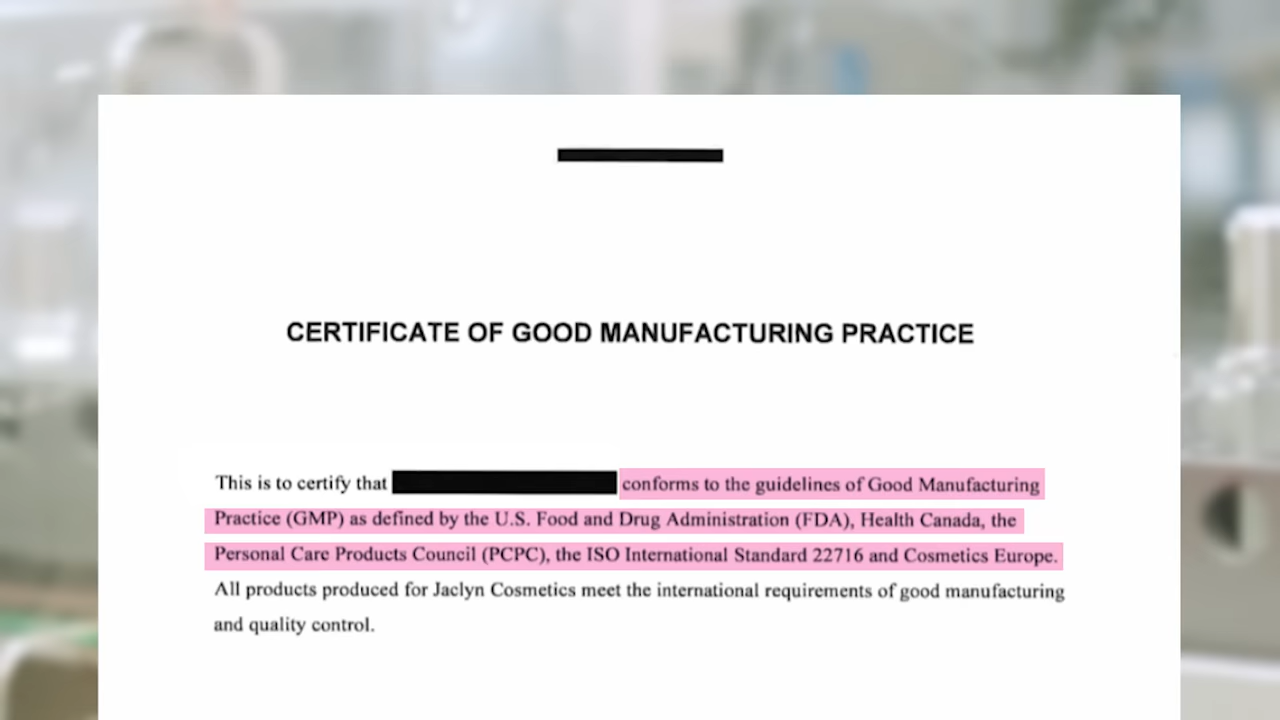 CERTIFICATE OF GOOD MANUFACTURING PRACTICE
This is to certify that conforms to the guidelines of Good Manufacturing
Practice (GMP) as defined by the U.S. Food and Drug Administration (FDA), Health Canada, the
Personal Care Products Council (PCPC), the ISO International Standard 22716 and Cosmetics Europe.
All products produced for Jaclyn Cosmetics meet the international requirements of good manufacturing
and quality control.